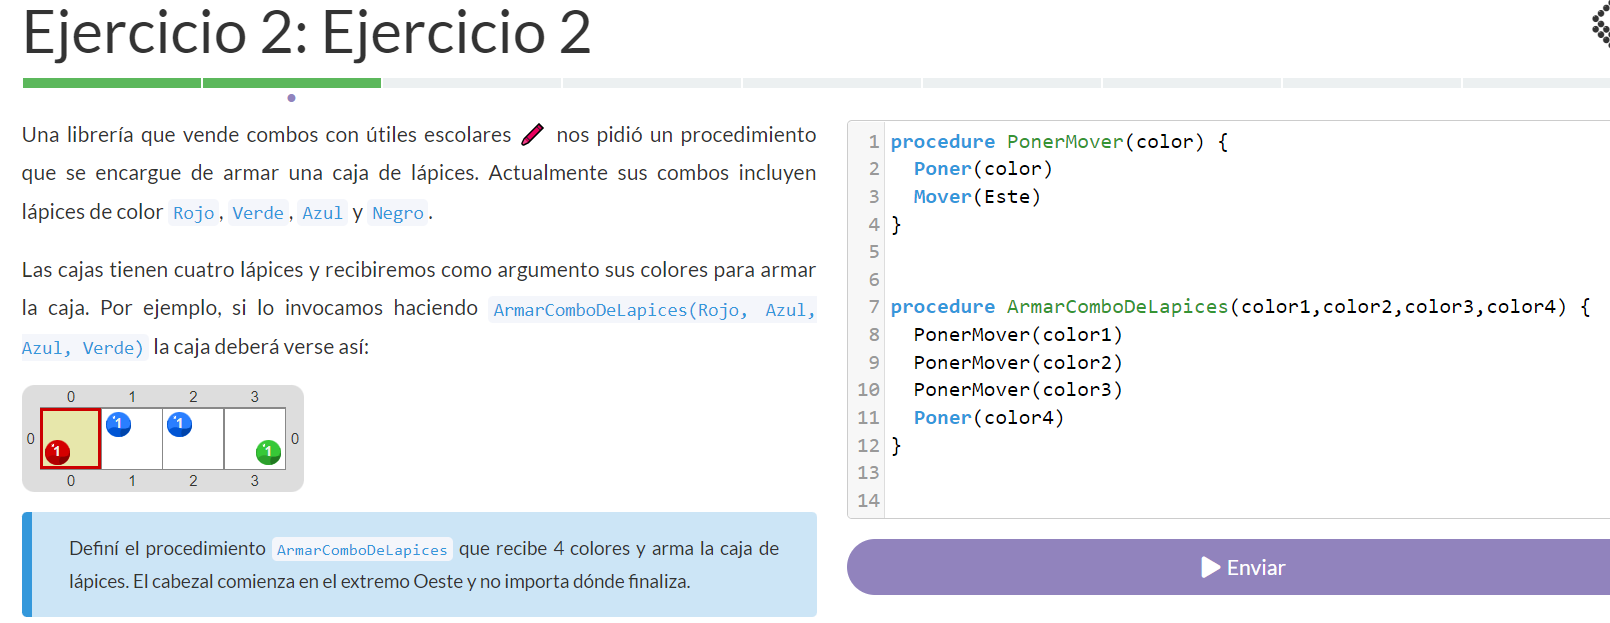 Ejercicio 2: Ejercicio 2
Una librería que vende combos con útiles escolares nos pidió un procedimiento
que se encargue de armar una caja de lápices. Actualmente sus combos incluyen
lápices de color Rojo, Verde, Azul y Negro.
Las cajas tienen cuatro lápices y recibiremos como argumento sus colores para armar
la caja. Por ejemplo, si lo invocamos haciendo ArmarComboDeLapices(Rojo, Azul,
Azul, Verde) la caja deberá verse así:
0 1 2 3
0 1 1 1 1 0
0 1 2 3
Definí el procedimiento ArmarComboDeLapices que recibe 4 colores y arma la caja de
lápices. El cabezal comienza en el extremo Oeste y no importa dónde finaliza.
1 procedure PonerMover(color) {
2 Poner(color)
3 Mover(Este)
4 }
5
6
7 procedure ArmarComboDeLapices(color1,color2,color3,color4) {
8 PonerMover(color1)
9 PonerMover(color2)
10 PonerMover(color3)
11 Poner(color4)
12 }
13
14
Enviar